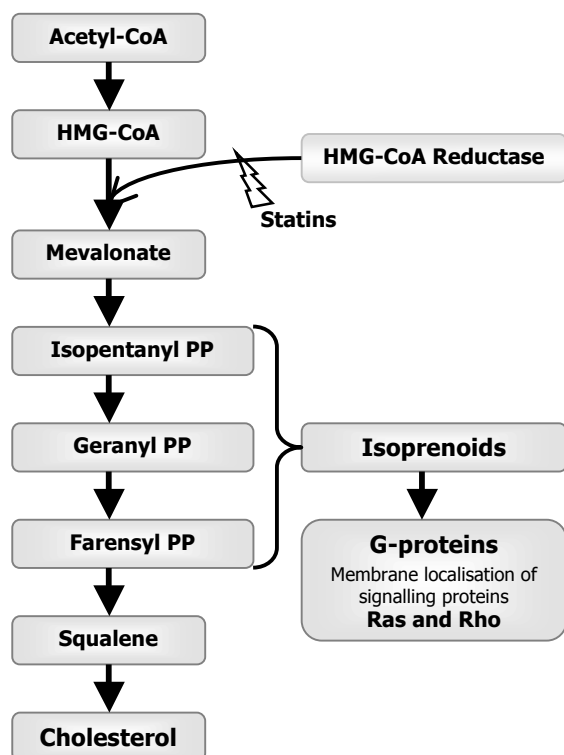 Acetyl-CoA
HMG-CoA
HMG-CoA Reductase
Statins
Mevalonate
Isopentanyl PP
Geranyl PP
Isoprenoids
Farensyl PP
G-proteins
Membrane localisation of
signalling proteins
Ras and Rho
Squalene
Cholesterol